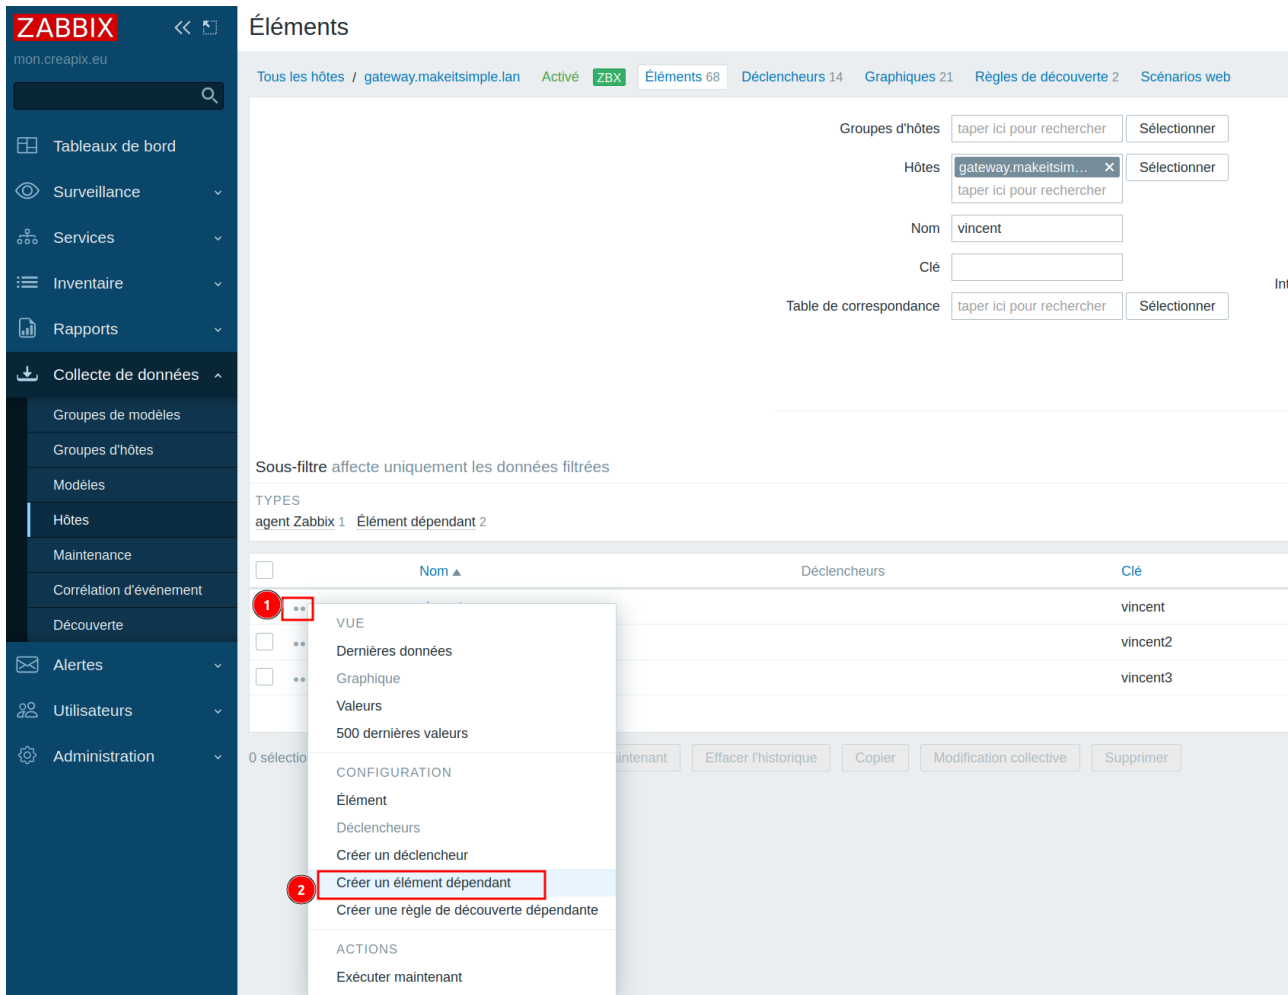 ZABBIX
mon.creapix.eu
Tableaux de bord
Surveillance
Services
Inventaire
Rapports
Collecte de données
Groupes de modèles
Groupes d'hôtes
Modèles
Hôtes
Maintenance
Corrélation d'événement
Découverte
Alertes
Utilisateurs
Administration
Éléments
Tous les hôtes / gateway.makeitsimple.lan Activé ZBX Éléments 68 Déclencheurs 14 Graphiques 21 Règles de découverte 2 Scénarios web
Groupes d'hôtes taper ici pour rechercher Sélectionner
Hôtes gateway.makeitsim... Sélectionner
taper ici pour rechercher
Nom vincent
Clé
Table de correspondance taper ici pour rechercher Sélectionner
Sous-filtre affecte uniquement les données filtrées
TYPES
agent Zabbix 1 Élément dépendant 2
Nom Déclencheurs Clé
1 vincent
vincent2
vincent3
VUE
Dernières données
Graphique
Valeurs
500 dernières valeurs
0 sélectio Effacer l'historique Copier Modification collective Supprimer
CONFIGURATION
Élément
Déclencheurs
Créer un déclencheur
2 Créer un élément dépendant
Créer une règle de découverte dépendante
ACTIONS
Exécuter maintenant